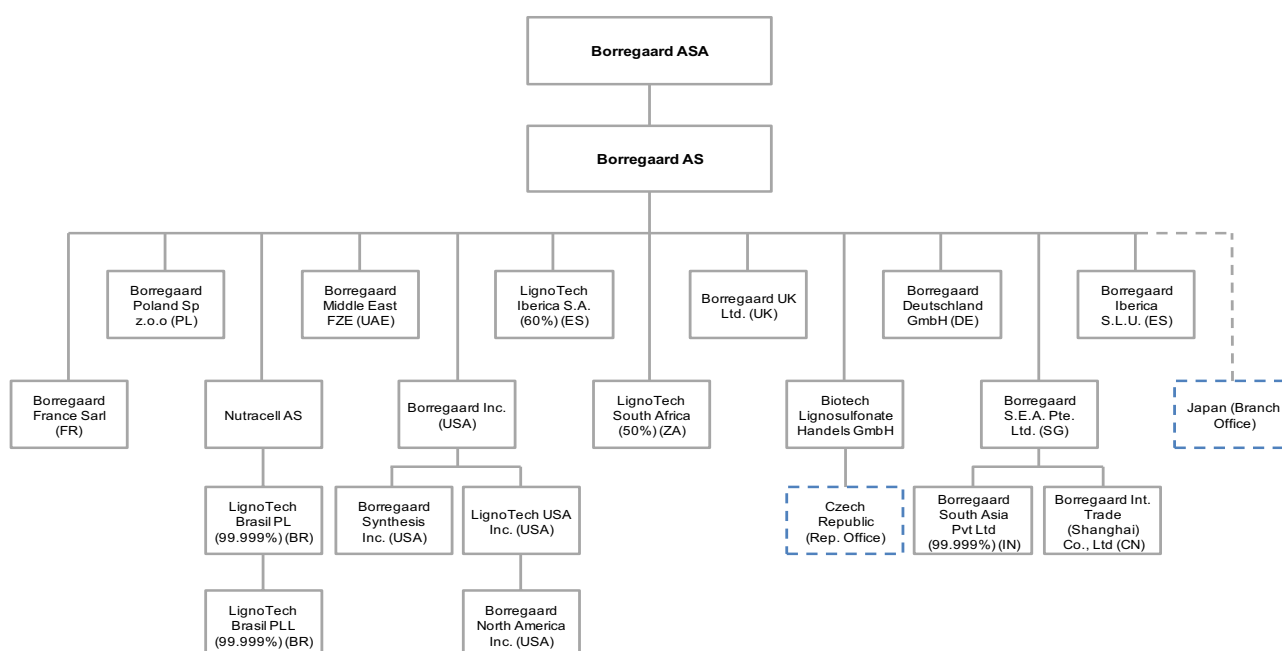 Borregaard ASA
Borregaard AS
Borregaard
Poland Sp
z.o.o (PL)
Borregaard
Middle East
FZE (UAE)
LignoTech
Iberica S.A.
(60%) (ES)
Borregaard UK
Ltd. (UK)
Borregaard
Deutschland
GmbH (DE)
Borregaard
Iberica
S.L.U. (ES)
Borregaard
France Sarl
(FR)
Nutracell AS
Borregaard Inc.
(USA)
LignoTech
South Africa
(50%) (ZA)
Biotech
Lignosulfonate
Handels GmbH
Borregaard
S.E.A. Pte.
Ltd. (SG)
Japan (Branch
Office)
LignoTech
Brasil PL
(99.999%) (BR)
Borregaard
Synthesis
Inc. (USA)
LignoTech USA
Inc. (USA)
Czech
Republic
(Rep. Office)
Borregaard
South Asia
Pvt Ltd
(99.999%) (IN)
Borregaard Int.
Trade
(Shanghai)
Co., Ltd (CN)
LignoTech
Brasil PLL
(99.999%) (BR)
Borregaard
North America
Inc. (USA)